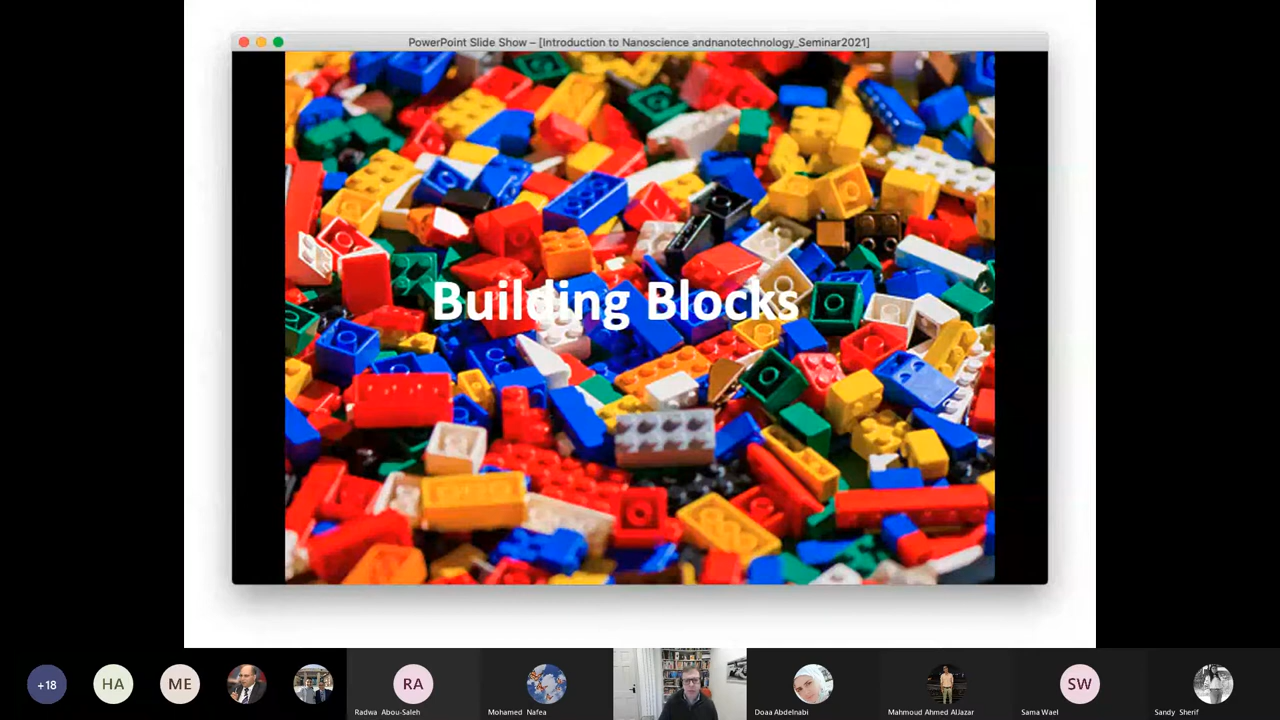 PowerPoint Slide Show – [Introduction to Nanoscience andnanotechnology_Seminar2021]
Building Blocks
+18
HA
ME
RA
SW
Radwa Abou-Saleh
Mohamed Nafea
Doaa Abdelnabi
Mahmoud Ahmed AlJazar
Sama Wael
Sandy Sherif